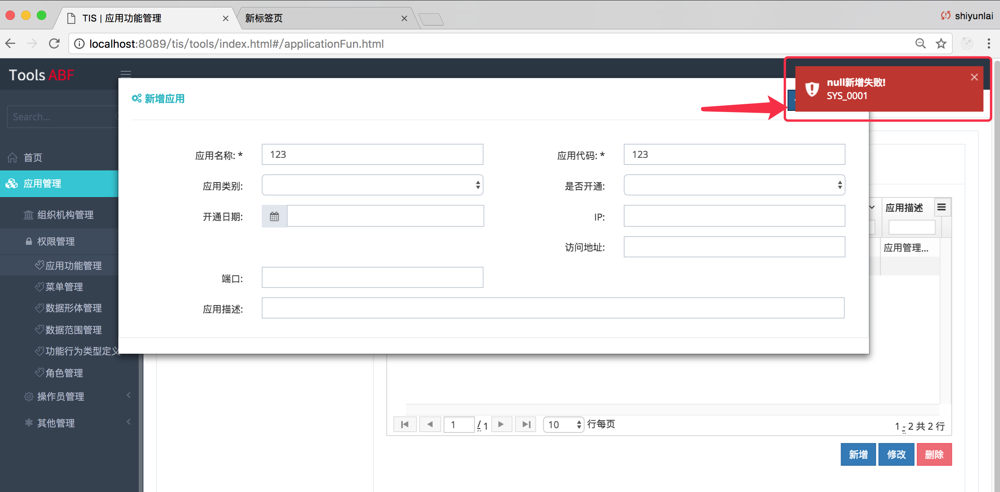 TIS | 应用功能管理
新标签页
shiyunlai
localhost:8089/tis/tools/index.html#/applicationFun.html
Tools ABF
null新增失败!
SYS_0001
新增应用
Search...
首页
应用管理
组织机构管理
权限管理
应用功能管理
菜单管理
数据形体管理
数据范围管理
功能行为类型定义
角色管理
操作员管理
其他管理
应用名称: *
123
应用代码: *
123
应用类别:
是否开通:
开通日期:
IP:
访问地址:
端口:
应用描述:
应用描述
应用管理...
1
/ 1
10
行每页
1 - 2 共 2 行
新增
修改
删除